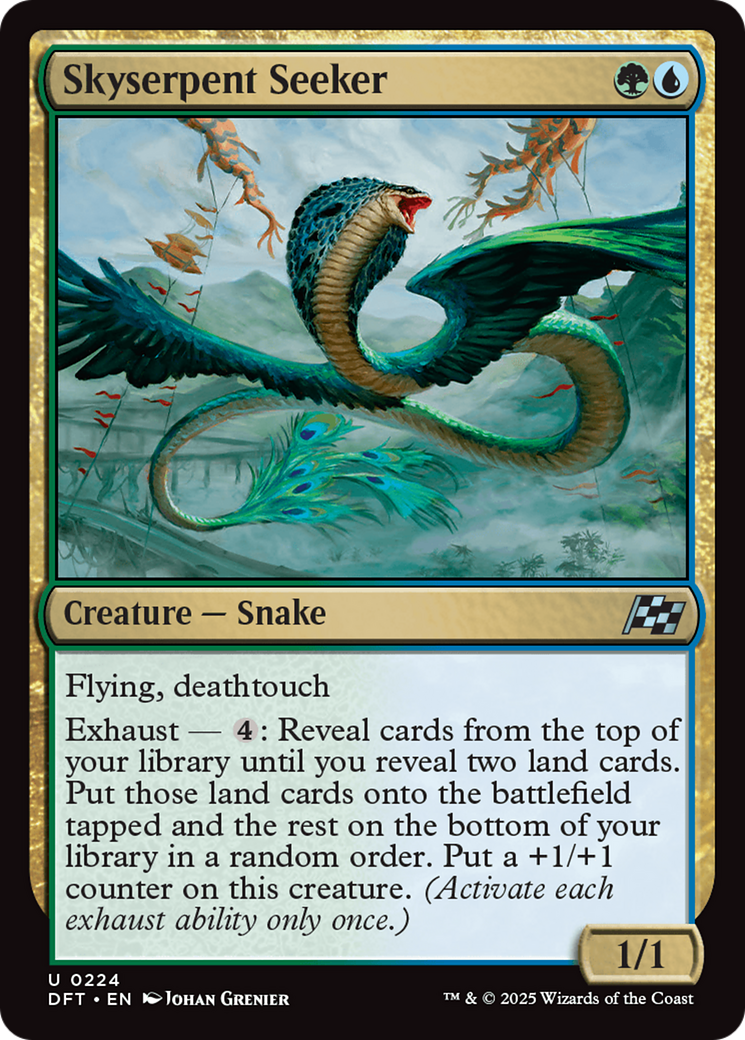 Skyserpent Seeker
Creature — Snake
Flying, deathtouch
Exhaust — 4: Reveal cards from the top of
your library until you reveal two land cards.
Put those land cards onto the battlefield
tapped and the rest on the bottom of your
library in a random order. Put a +1/+1
counter on this creature. (Activate each
exhaust ability only once.)
1/1
U 0224
DFT • EN Johan Grenier
™ & © 2025 Wizards of the Coast